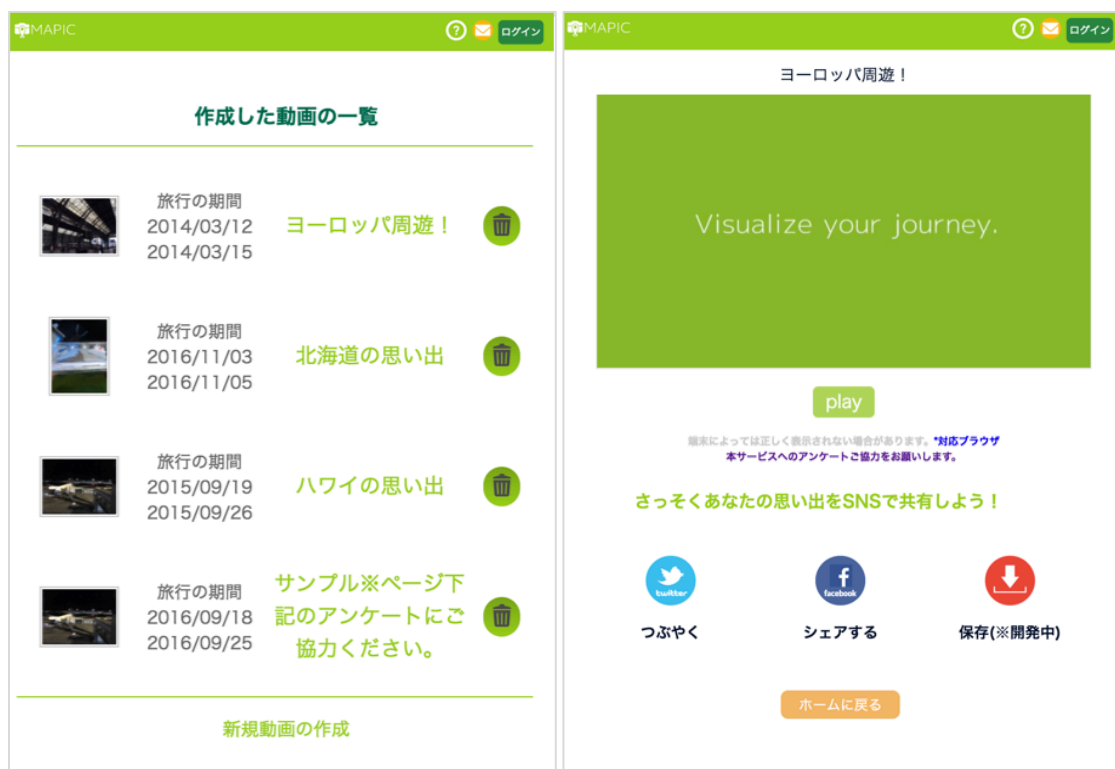 MAPIC
?
ログイン
作成した動画の一覧
旅行の期間
2014/03/12
2014/03/15
ヨーロッパ周遊！
旅行の期間
2016/11/03
2016/11/05
北海道の思い出
旅行の期間
2015/09/19
2015/09/26
ハワイの思い出
旅行の期間
2016/09/18
2016/09/25
サンプル※ページ下
記のアンケートにご
協力ください。
新規動画の作成
MAPIC
?
ログイン
ヨーロッパ周遊！
Visualize your journey.
play
端末によっては正しく表示されない場合があります。*対応ブラウザ
本サービスへのアンケートご協力をお願いします。
さっそくあなたの思い出をSNSで共有しよう！
twitter
facebook
つぶやく
シェアする
保存(※開発中)
ホームに戻る